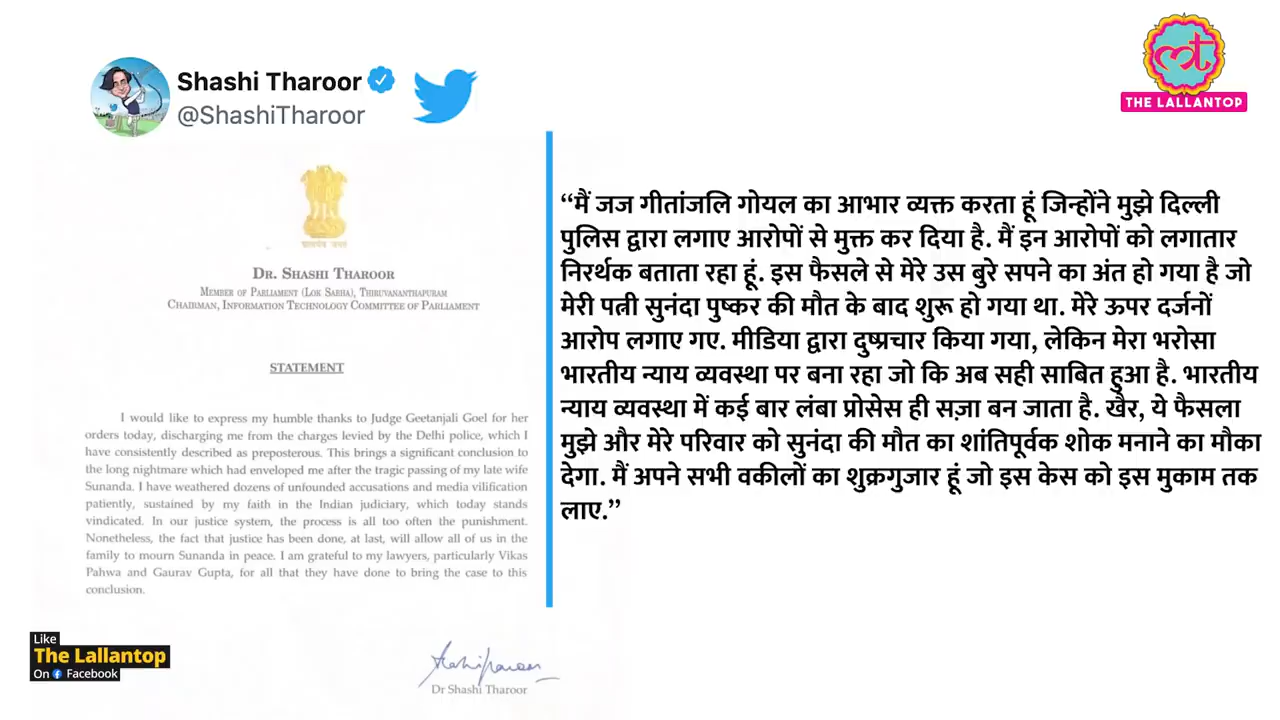 Shashi Tharoor
@ShashiTharoor
THE LALLANTOP
सत्यमेव जयते
DR. SHASHI THAROOR
MEMBER OF PARLIAMENT (LOK SABHA), THIRUVANANTHAPURAM
CHAIRMAN, INFORMATION TECHNOLOGY COMMITTEE OF PARLIAMENT
STATEMENT
I would like to express my humble thanks to Judge Geetanjali Goel for her
orders today, discharging me from the charges levied by the Delhi police, which I
have consistently described as preposterous. This brings a significant conclusion to
the long nightmare which had enveloped me after the tragic passing of my late wife
Sunanda. I have weathered dozens of unfounded accusations and media vilification
patiently, sustained by my faith in the Indian judiciary, which today stands
vindicated. In our justice system, the process is all too often the punishment.
Nonetheless, the fact that justice has been done, at last, will allow all of us in the
family to mourn Sunanda in peace. I am grateful to my lawyers, particularly Vikas
Pahwa and Gaurav Gupta, for all that they have done to bring the case to this
conclusion.
Dr Shashi Tharoor
“मैं जज गीतांजलि गोयल का आभार व्यक्त करता हूं जिन्होंने मुझे दिल्ली
पुलिस द्वारा लगाए आरोपों से मुक्त कर दिया है. मैं इन आरोपों को लगातार
निरर्थक बताता रहा हूं. इस फैसले से मेरे उस बुरे सपने का अंत हो गया है जो
मेरी पत्नी सुनंदा पुष्कर की मौत के बाद शुरू हो गया था. मेरे ऊपर दर्जनों
आरोप लगाए गए. मीडिया द्वारा दुष्प्रचार किया गया, लेकिन मेरा भरोसा
भारतीय न्याय व्यवस्था पर बना रहा जो कि अब सही साबित हुआ है. भारतीय
न्याय व्यवस्था में कई बार लंबा प्रोसेस ही सज़ा बन जाता है. खैर, ये फैसला
मुझे और मेरे परिवार को सुनंदा की मौत का शांतिपूर्वक शोक मनाने का मौका
देगा. मैं अपने सभी वकीलों का शुक्रगुजार हूं जो इस केस को इस मुकाम तक
लाए.”
Like
The Lallantop
On Facebook